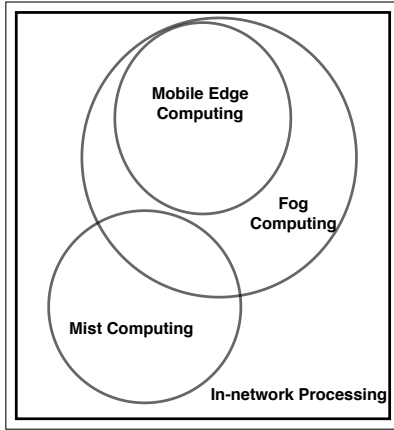 Mobile Edge
Computing
Fog
Computing
Mist Computing
In-network Processing